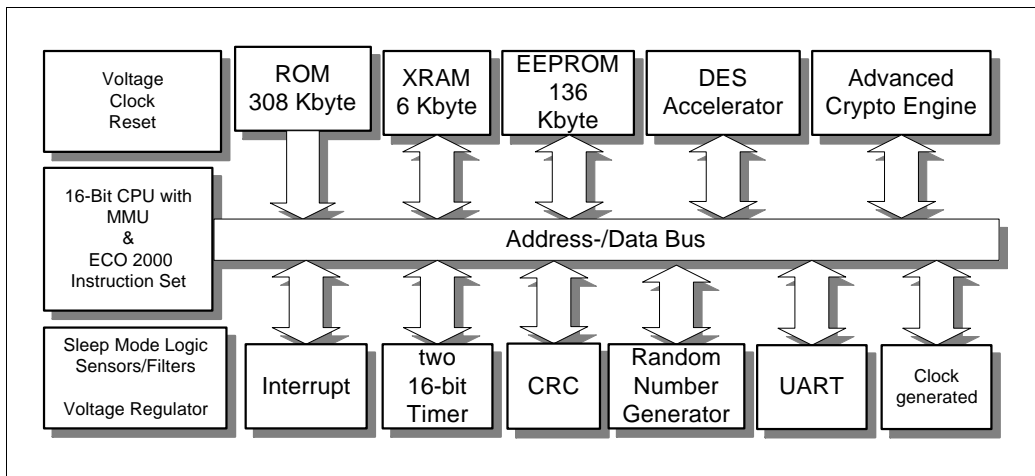 Voltage
Clock
Reset
ROM
308 Kbyte
XRAM
6 Kbyte
EEPROM
136
Kbyte
DES
Accelerator
Advanced
Crypto Engine
16-Bit CPU with
MMU
&
ECO 2000
Instruction Set
Address-/Data Bus
Sleep Mode Logic
Sensors/Filters
Voltage Regulator
Interrupt
two
16-bit
Timer
CRC
Random
Number
Generator
UART
Clock
generated